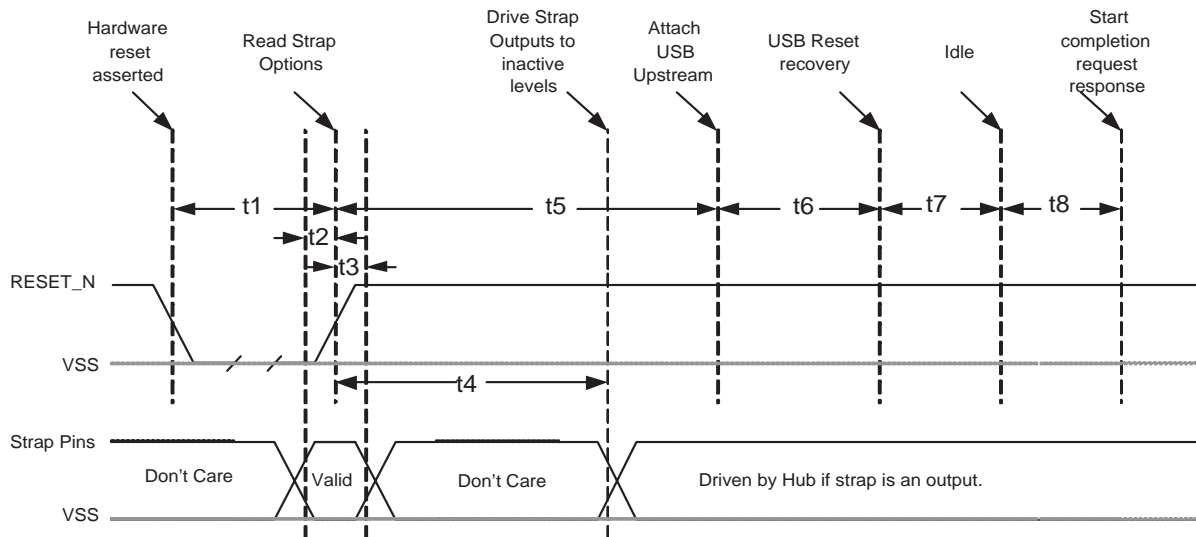 Hardware
reset
asserted
Read Strap
Options
Drive Strap
Outputs to
inactive
levels
Attach
USB
Upstream
USB Reset
recovery
Idle
Start
completion
request
response
t1
t5
t6
t7
t8
t2
t3
RESET_N
VSS
t4
Strap Pins
Don't Care
Valid
Don't Care
Driven by Hub if strap is an output.
VSS